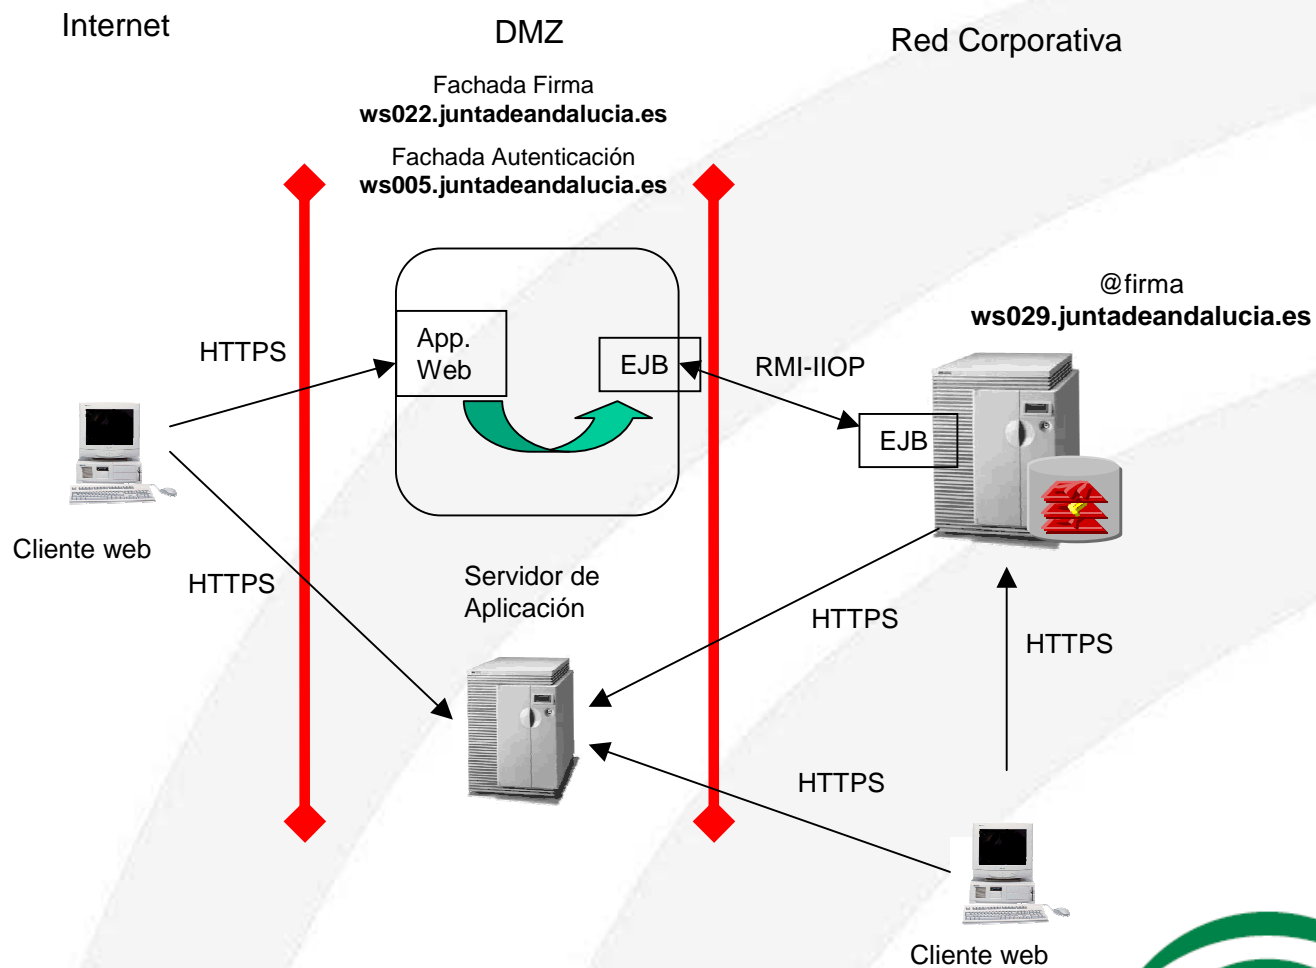 Internet
DMZ
Red Corporativa
Fachada Firma
ws022.juntadeandalucia.es
Fachada Autenticación
ws005.juntadeandalucia.es
@firma
ws029.juntadeandalucia.es
HTTPS
App.
Web
EJB
RMI-IIOP
EJB
Cliente web
HTTPS
Servidor de
Aplicación
HTTPS
HTTPS
HTTPS
Cliente web